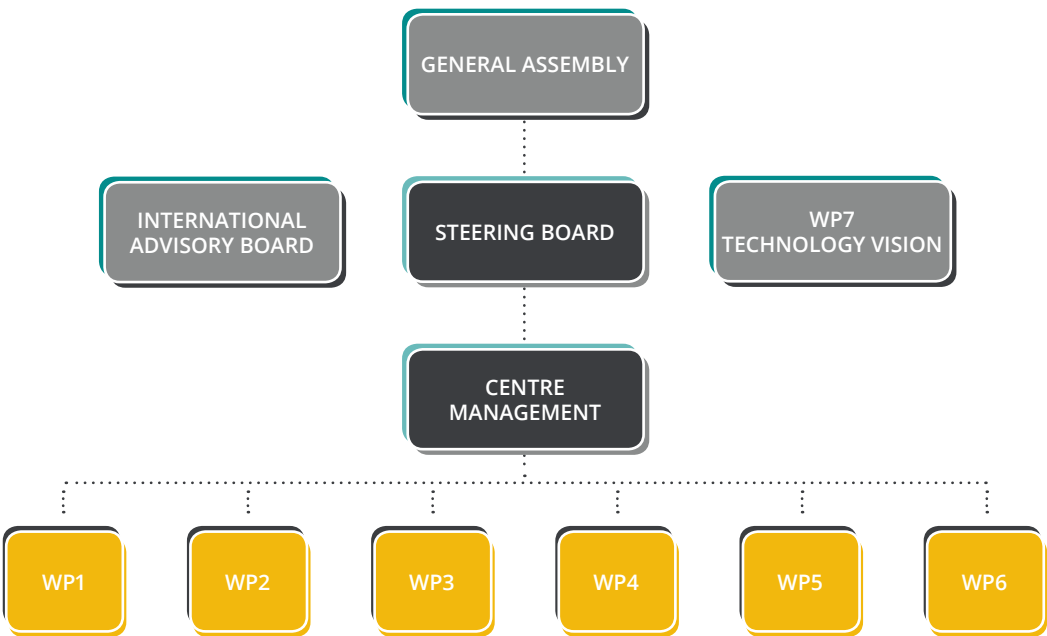 GENERAL ASSEMBLY
INTERNATIONAL
ADVISORY BOARD
STEERING BOARD
WP7
TECHNOLOGY VISION
CENTRE
MANAGEMENT
WP1
WP2
WP3
WP4
WP5
WP6